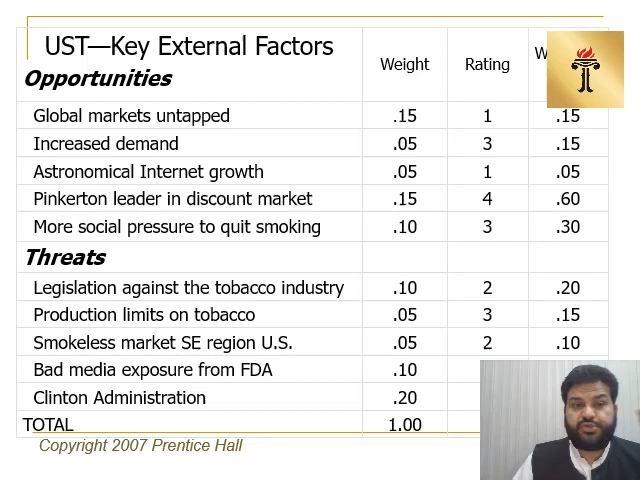 UST—Key External Factors
Opportunities Weight Rating
Global markets untapped .15 1 .15
Increased demand .05 3 .15
Astronomical Internet growth .05 1 .05
Pinkerton leader in discount market .15 4 .60
More social pressure to quit smoking .10 3 .30
Threats
Legislation against the tobacco industry .10 2 .20
Production limits on tobacco .05 3 .15
Smokeless market SE region U.S. .05 2 .10
Bad media exposure from FDA .10
Clinton Administration .20
TOTAL 1.00
Copyright 2007 Prentice Hall